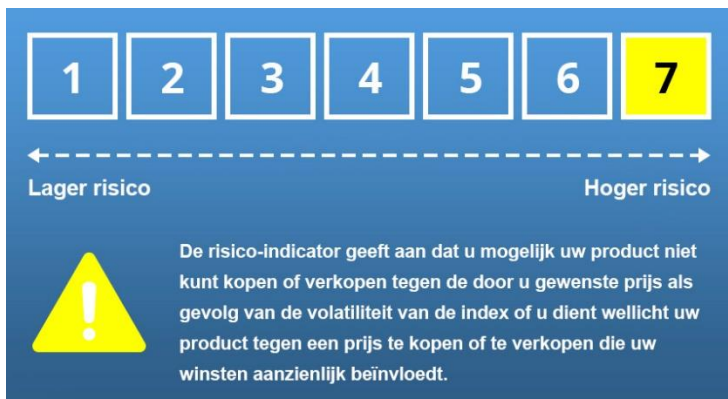 1 2 3 4 5 6 7
Lager risico Hoger risico
De risico-indicator geeft aan dat u mogelijk uw product niet
kunt kopen of verkopen tegen de door u gewenste prijs als
gevolg van de volatiliteit van de index of u dient wellicht uw
product tegen een prijs te kopen of te verkopen die uw
winsten aanzienlijk beïnvloedt.